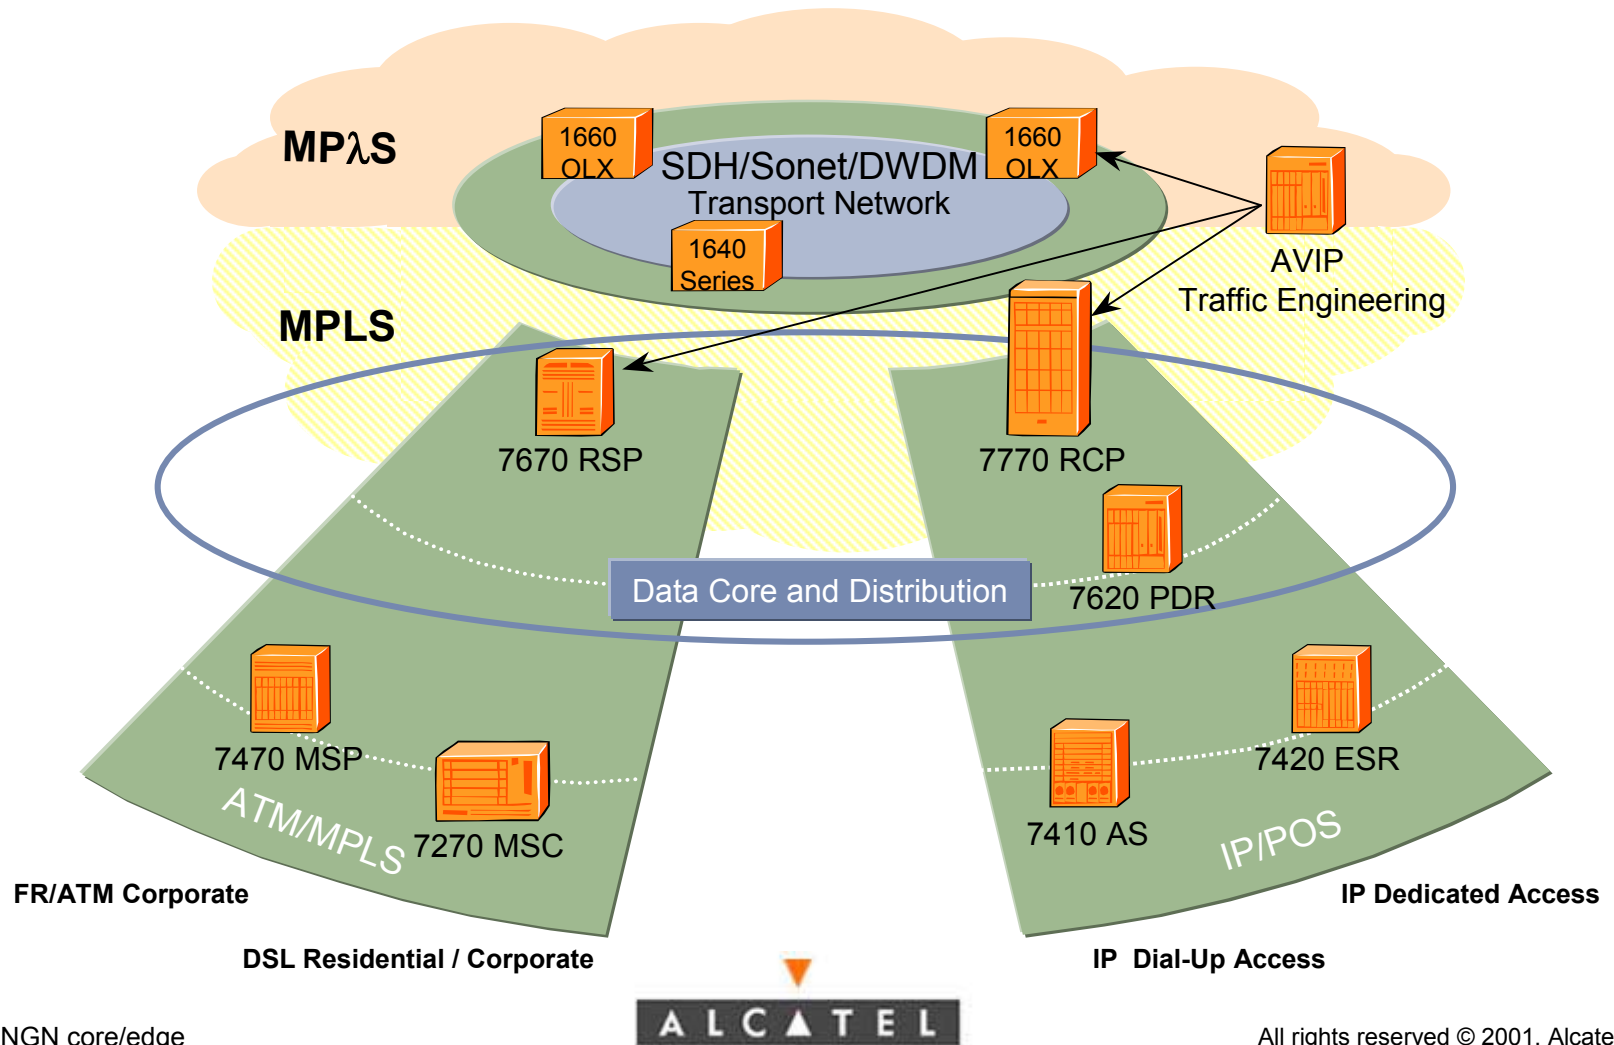 MPλS
1660
OLX
SDH/Sonet/DWDM
Transport Network
1660
OLX
1640
Series
AVIP
Traffic Engineering
MPLS
7670 RSP
7770 RCP
7620 PDR
Data Core and Distribution
7470 MSP
7270 MSC
ATM/MPLS
7410 AS
7420 ESR
IP/POS
FR/ATM Corporate
IP Dedicated Access
DSL Residential / Corporate
IP  Dial-Up Access
ALCATEL
NGN core/edge
All rights reserved © 2001, Alcate